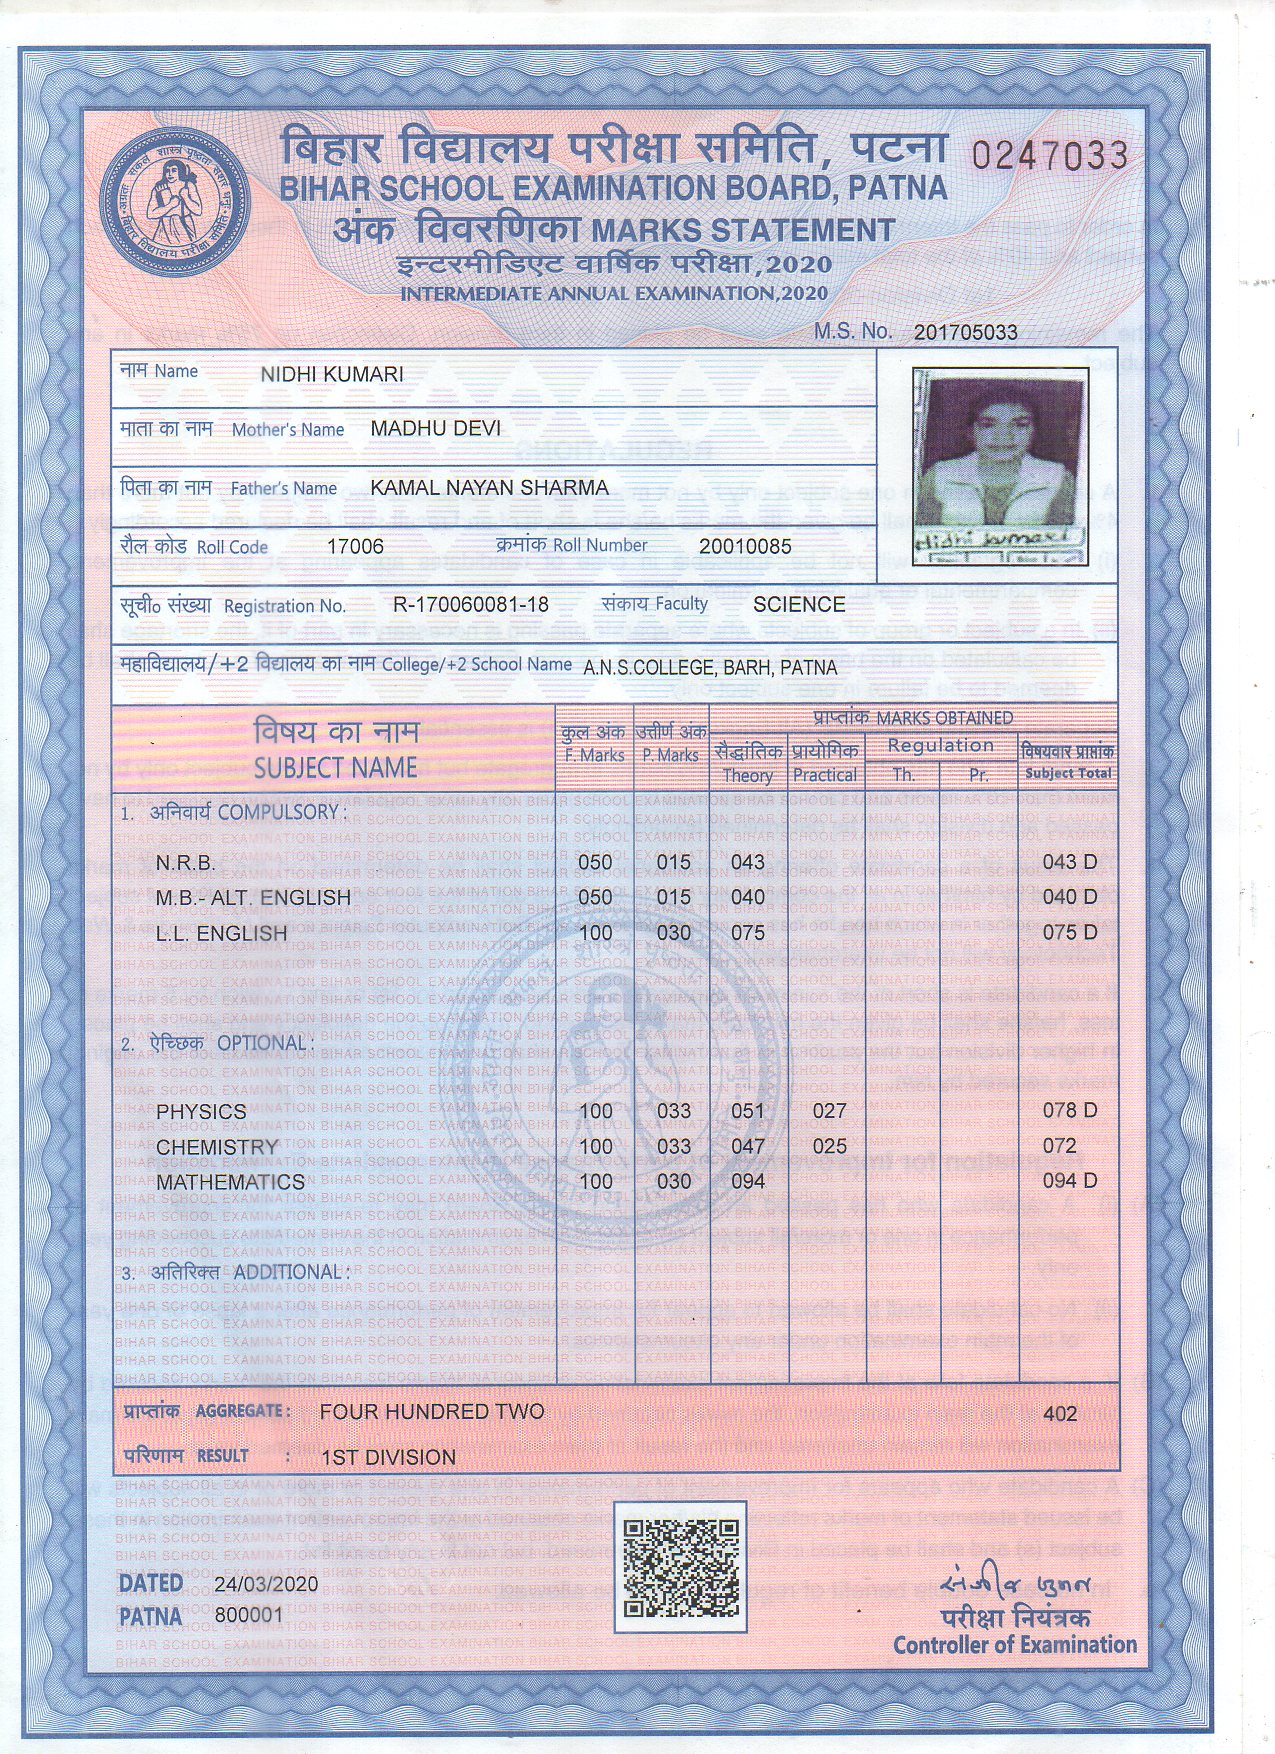 बिहार विद्यालय परीक्षा समिति, पटना
0247033
BIHAR SCHOOL EXAMINATION BOARD, PATNA
अंक विवरणिका MARKS STATEMENT
इन्टरमीडिएट वार्षिक परीक्षा,2020
INTERMEDIATE ANNUAL EXAMINATION,2020
M.S. No. 201705033
नाम Name NIDHI KUMARI
माता का नाम Mother's Name MADHU DEVI
पिता का नाम Father's Name KAMAL NAYAN SHARMA
रौल कोड Roll Code 17006 क्रमांक Roll Number 20010085
Nidhi kumari
सूची० संख्या Registration No. R-170060081-18 संकाय Faculty SCIENCE
महाविद्यालय/+2 विद्यालय का नाम College/+2 School Name A.N.S.COLLEGE, BARH, PATNA
विषय का नाम SUBJECT NAME
कुल अंक F. Marks
उत्तीर्ण अंक P. Marks
प्राप्तांक MARKS OBTAINED
सैद्धांतिक Theory
प्रायोगिक Practical
Regulation
Th. Pr.
विषयवार प्राप्तांक Subject Total
1. अनिवार्य COMPULSORY:
N.R.B. 050 015 043 043 D
M.B.- ALT. ENGLISH 050 015 040 040 D
L.L. ENGLISH 100 030 075 075 D
2. ऐच्छिक OPTIONAL:
PHYSICS 100 033 051 027 078 D
CHEMISTRY 100 033 047 025 072
MATHEMATICS 100 030 094 094 D
3. अतिरिक्त ADDITIONAL:
प्राप्तांक AGGREGATE: FOUR HUNDRED TWO 402
परिणाम RESULT : 1ST DIVISION
DATED 24/03/2020
PATNA 800001
परीक्षा नियंत्रक
Controller of Examination